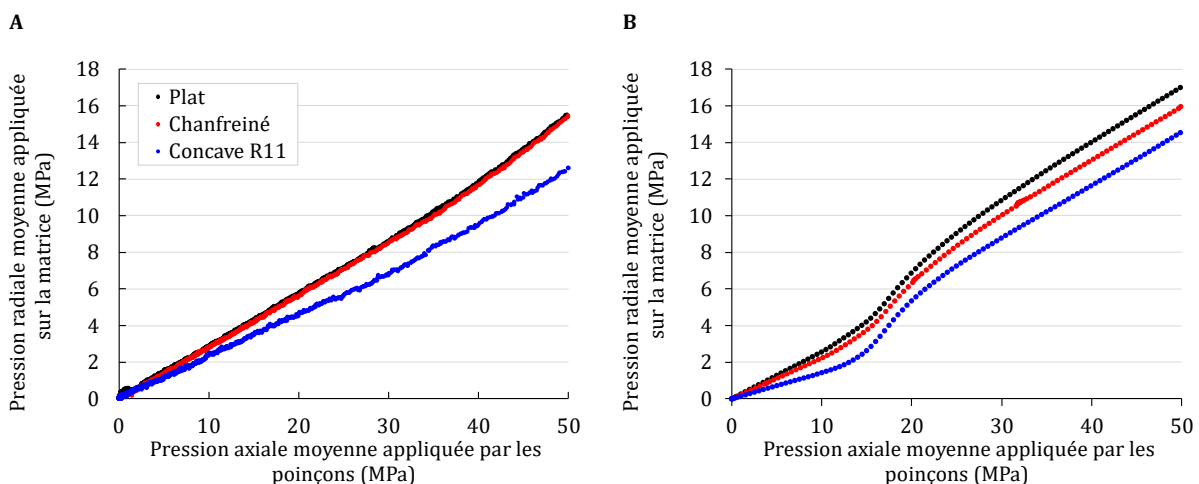 A
Pression radiale moyenne appliquée
sur la matrice (MPa)
18
16
14
12
10
8
6
4
2
0
Plat
Chanfreiné
Concave R11
0
10
20
30
40
50
Pression axiale moyenne appliquée par les
poinçons (MPa)
B
Pression radiale moyenne appliquée
sur la matrice (MPa)
18
16
14
12
10
8
6
4
2
0
0
10
20
30
40
50
Pression axiale moyenne appliquée par les
poinçons (MPa)